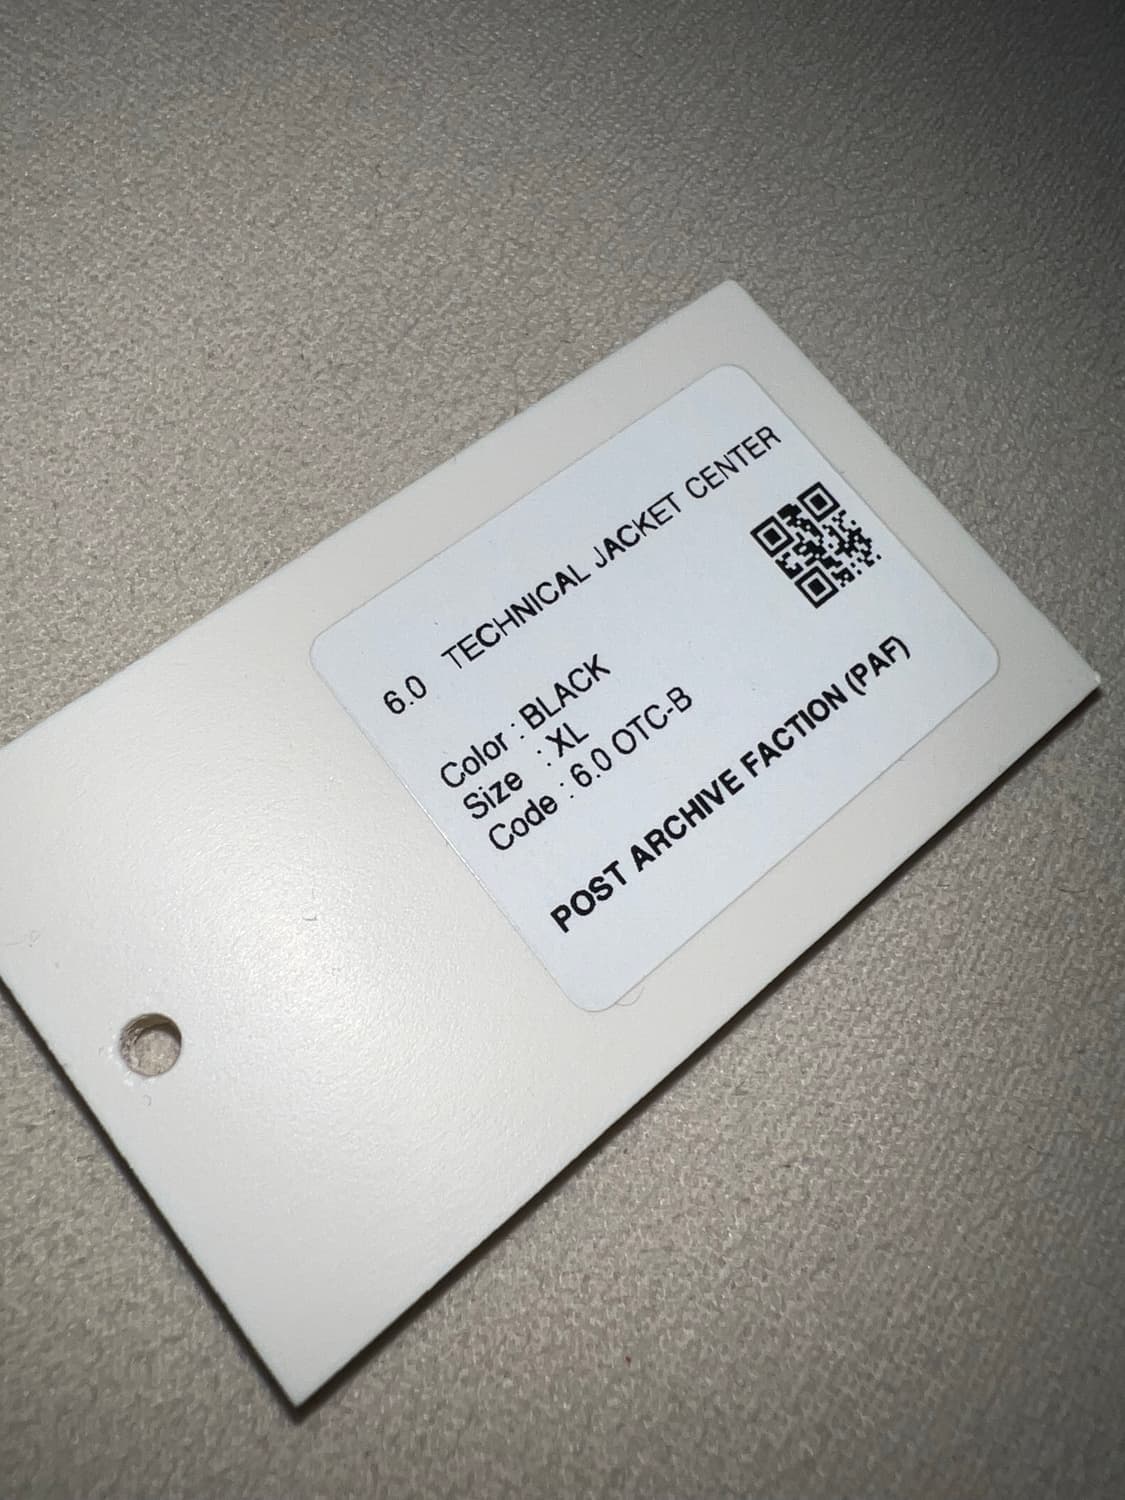 6.0 TECHNICAL JACKET CENTER
Color : BLACK
Size : XL
Code : 6.0 OTC-B
POST ARCHIVE FACTION (PAF)